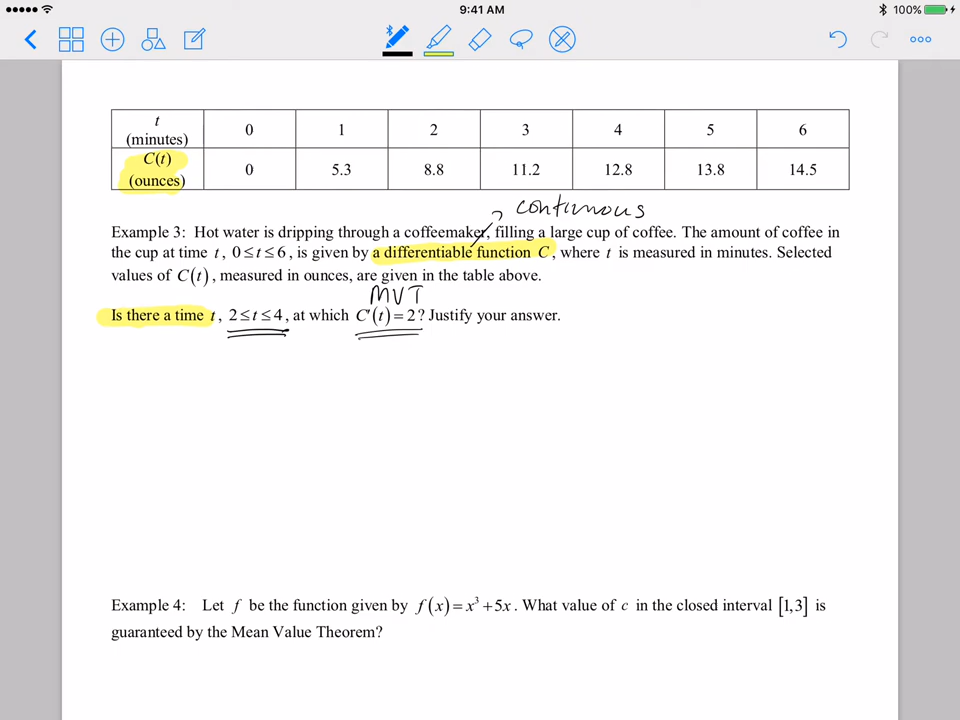 9:41 AM
100%
t (minutes) 0 1 2 3 4 5 6
C(t) (ounces) 0 5.3 8.8 11.2 12.8 13.8 14.5
continuous
Example 3: Hot water is dripping through a coffeemaker, filling a large cup of coffee. The amount of coffee in
the cup at time t, 0≤t≤6, is given by a differentiable function C, where t is measured in minutes. Selected
values of C(t), measured in ounces, are given in the table above.
MVT
Is there a time t, 2≤t≤4, at which C'(t)=2? Justify your answer.
Example 4: Let f be the function given by f(x)=x³+5x. What value of c in the closed interval [1,3] is
guaranteed by the Mean Value Theorem?